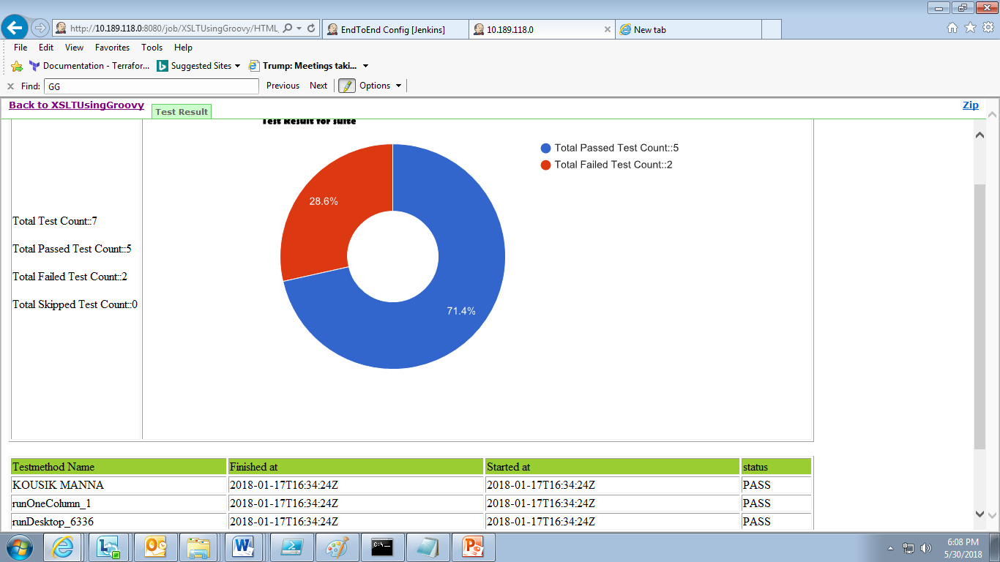 http://10.189.118.0:8080/job/XSLTUsingGroovy/HTML_
EndToEnd Config [Jenkins]
10.189.118.0
New tab
File Edit View Favorites Tools Help
Documentation - Terrafor...
Suggested Sites
Trump: Meetings taki...
x Find: GG Previous Next Options
Back to XSLTUsingGroovy
Test Result
Zip
Test Result for suite
Total Passed Test Count::5
Total Failed Test Count::2
28.6%
71.4%
Total Test Count::7
Total Passed Test Count::5
Total Failed Test Count::2
Total Skipped Test Count::0
Testmethod Name Finished at Started at status
KOUSIK MANNA 2018-01-17T16:34:24Z 2018-01-17T16:34:24Z PASS
runOneColumn_1 2018-01-17T16:34:24Z 2018-01-17T16:34:24Z PASS
runDesktop_6336 2018-01-17T16:34:24Z 2018-01-17T16:34:24Z PASS
6:08 PM
5/30/2018